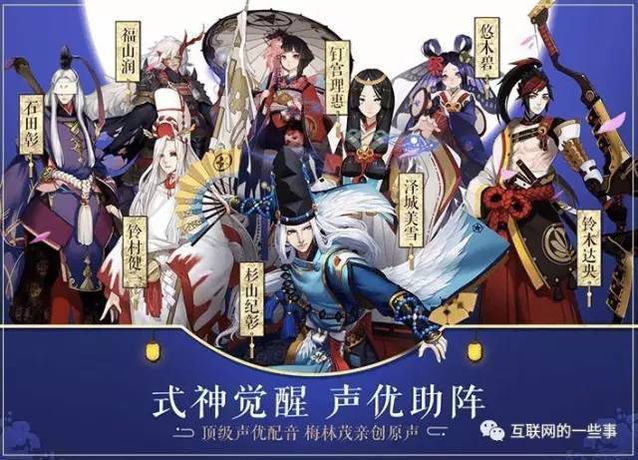 福山润
钉宫理惠
悠木碧
石田彰
泽城美雪
铃村健一
铃木达央
杉山纪彰
式神觉醒 声优助阵
顶级声优配音 梅林茂亲创原声
互联网的一些事